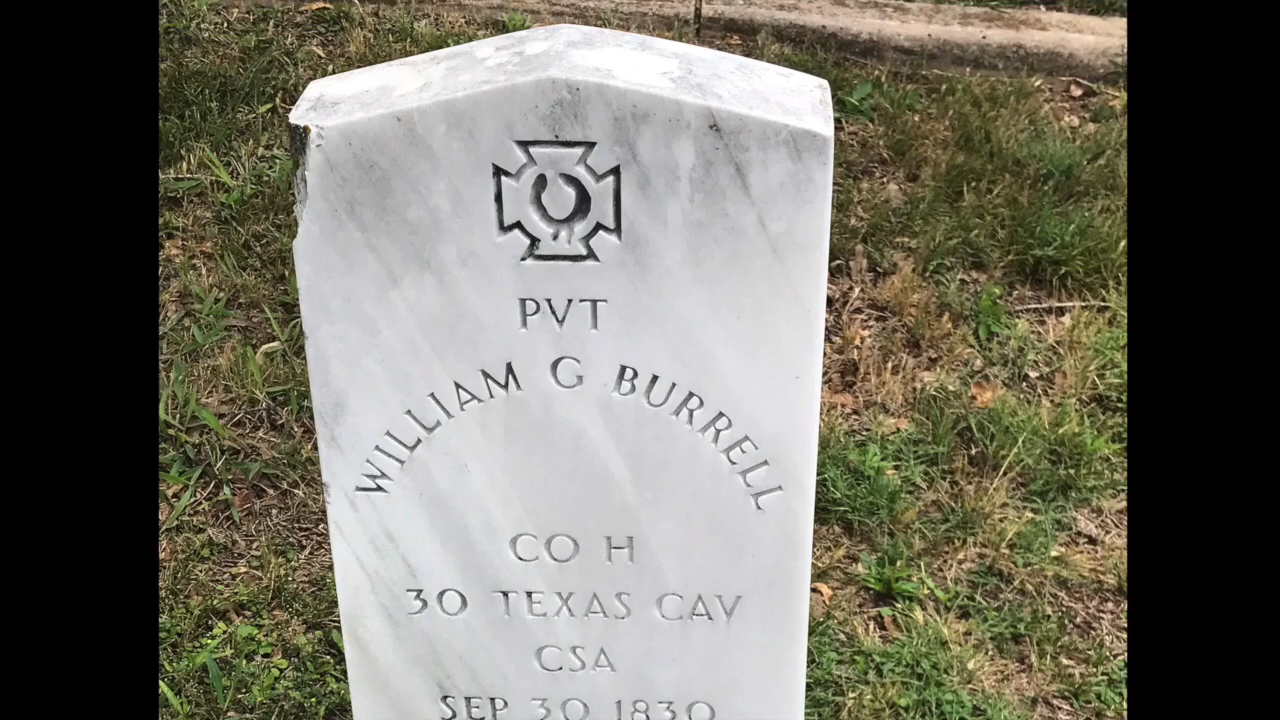 PVT
WILLIAM G BURRELL
CO H
30 TEXAS CAV
CSA
SEP 30 1830